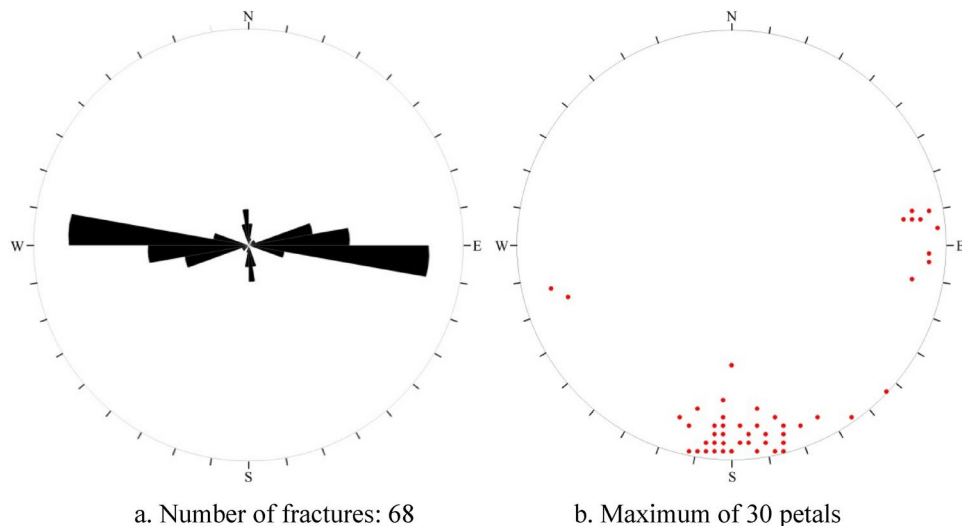 N
N
W
E
E
S
S
a. Number of fractures: 68
b. Maximum of 30 petals